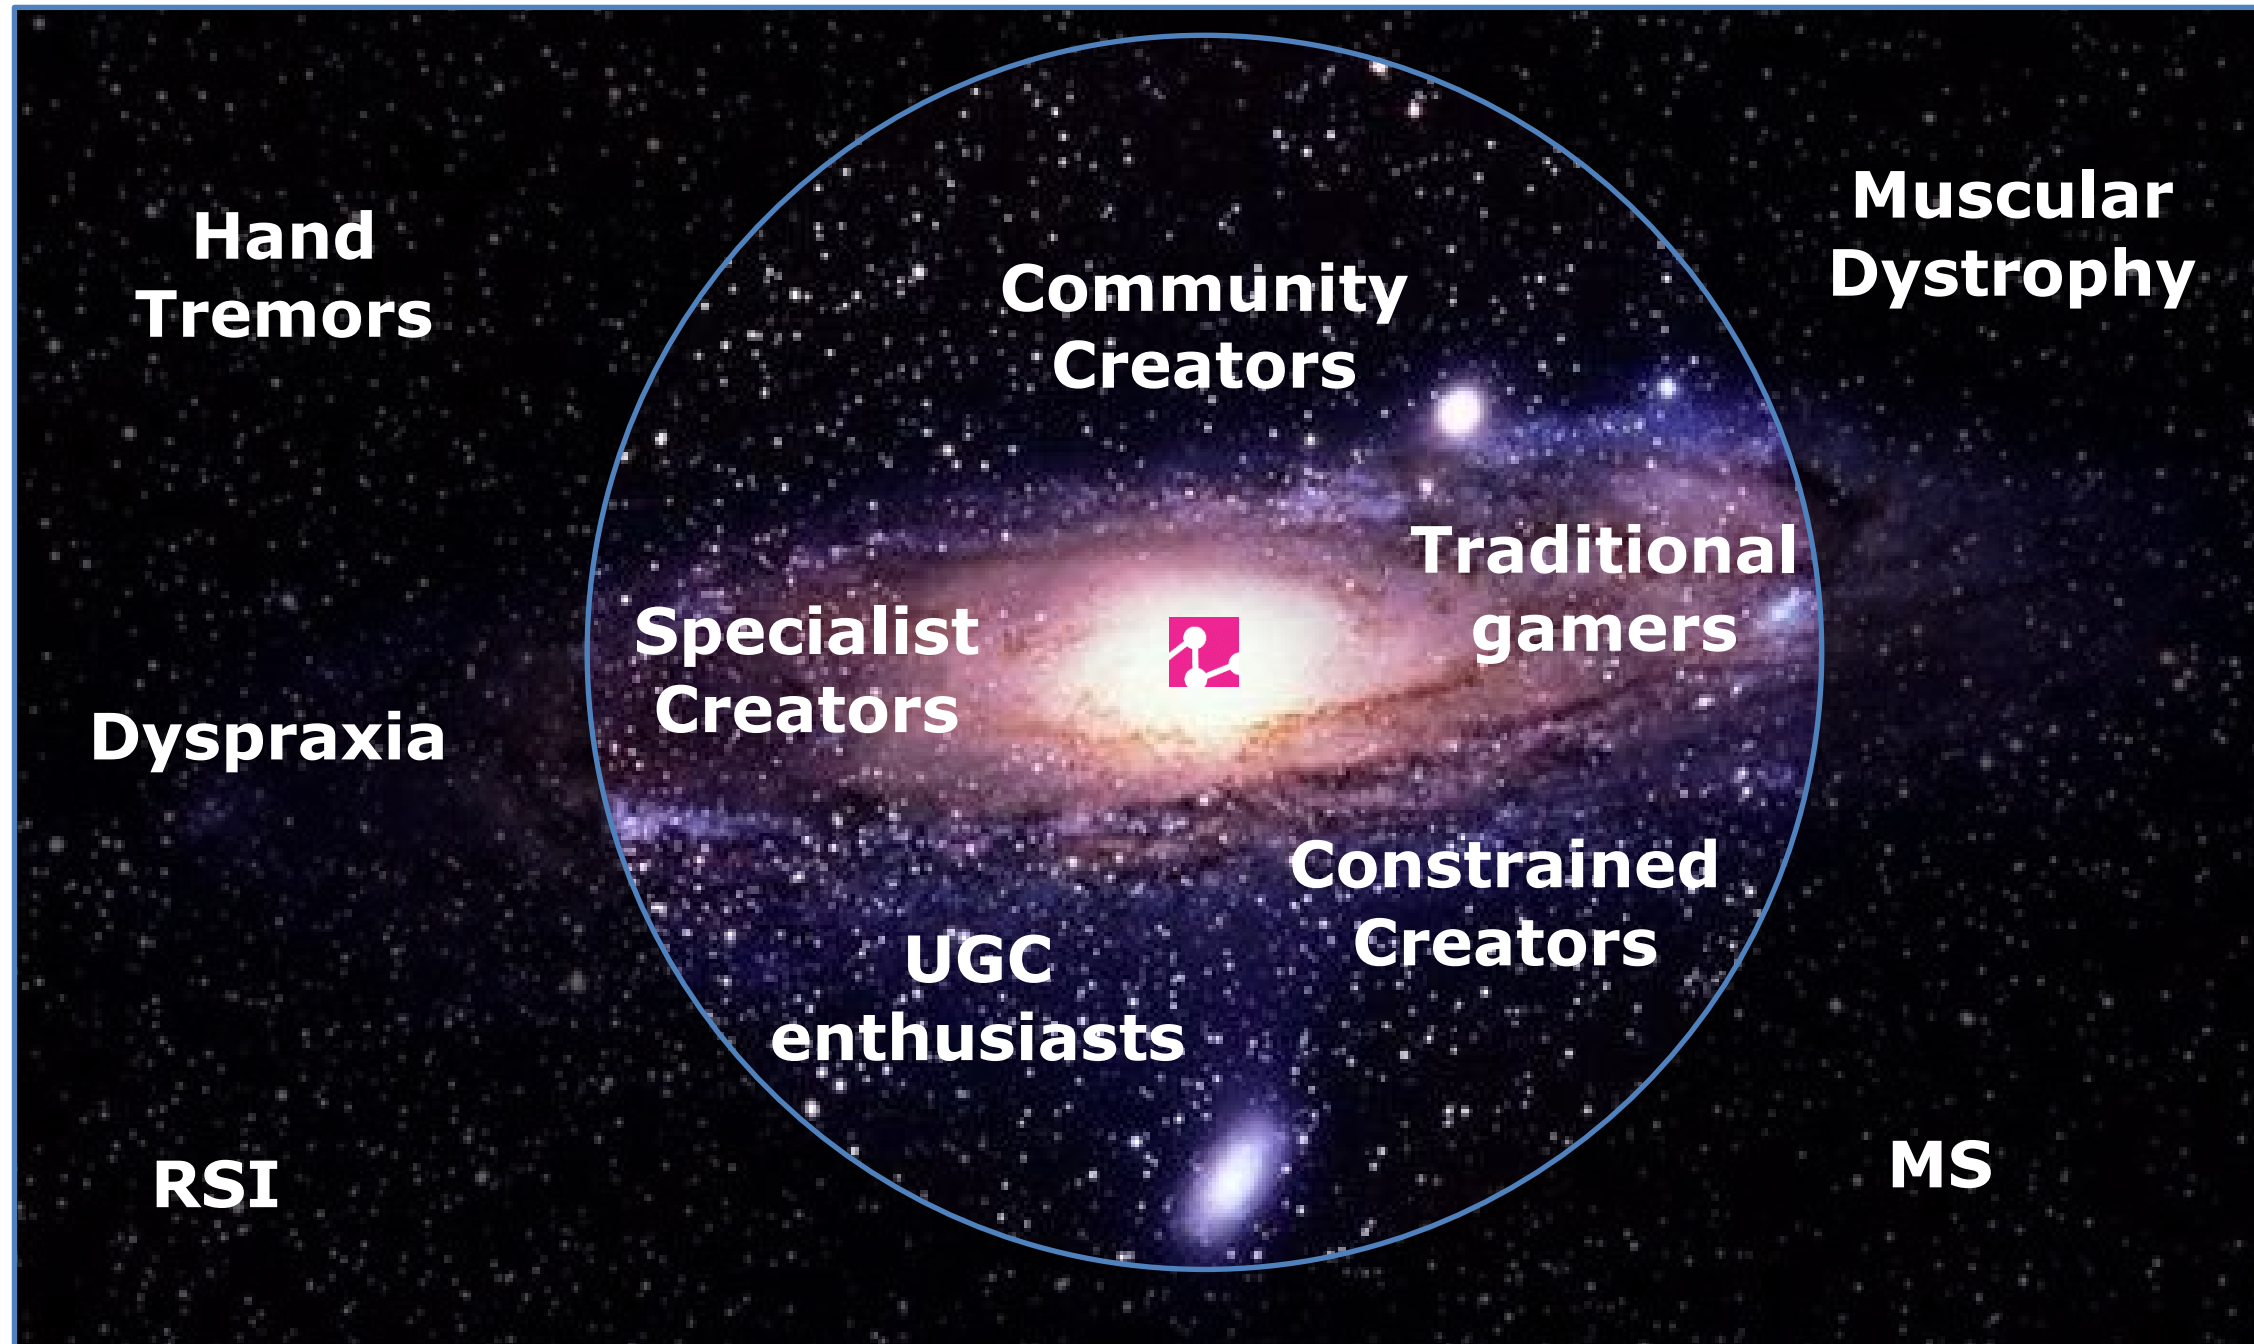 Hand
Tremors
Muscular
Dystrophy
Community
Creators
Traditional
gamers
Specialist
Creators
Dyspraxia
Constrained
Creators
UGC
enthusiasts
RSI
MS